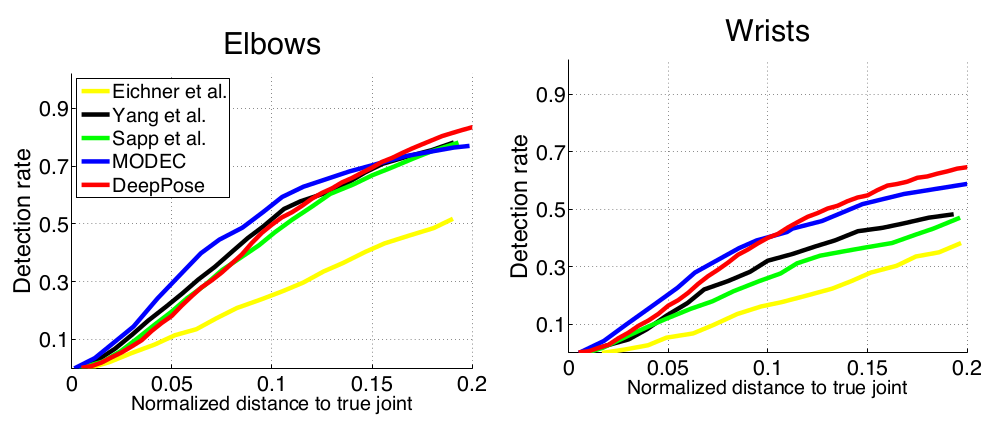 Elbows
Eichner et al.
Yang et al.
Sapp et al.
MODEC
DeepPose
Detection rate
0.9
0.7
0.5
0.3
0.1
0 0.05 0.1 0.15 0.2
Normalized distance to true joint
Wrists
Detection rate
0.9
0.7
0.5
0.3
0.1
0 0.05 0.1 0.15 0.2
Normalized distance to true joint